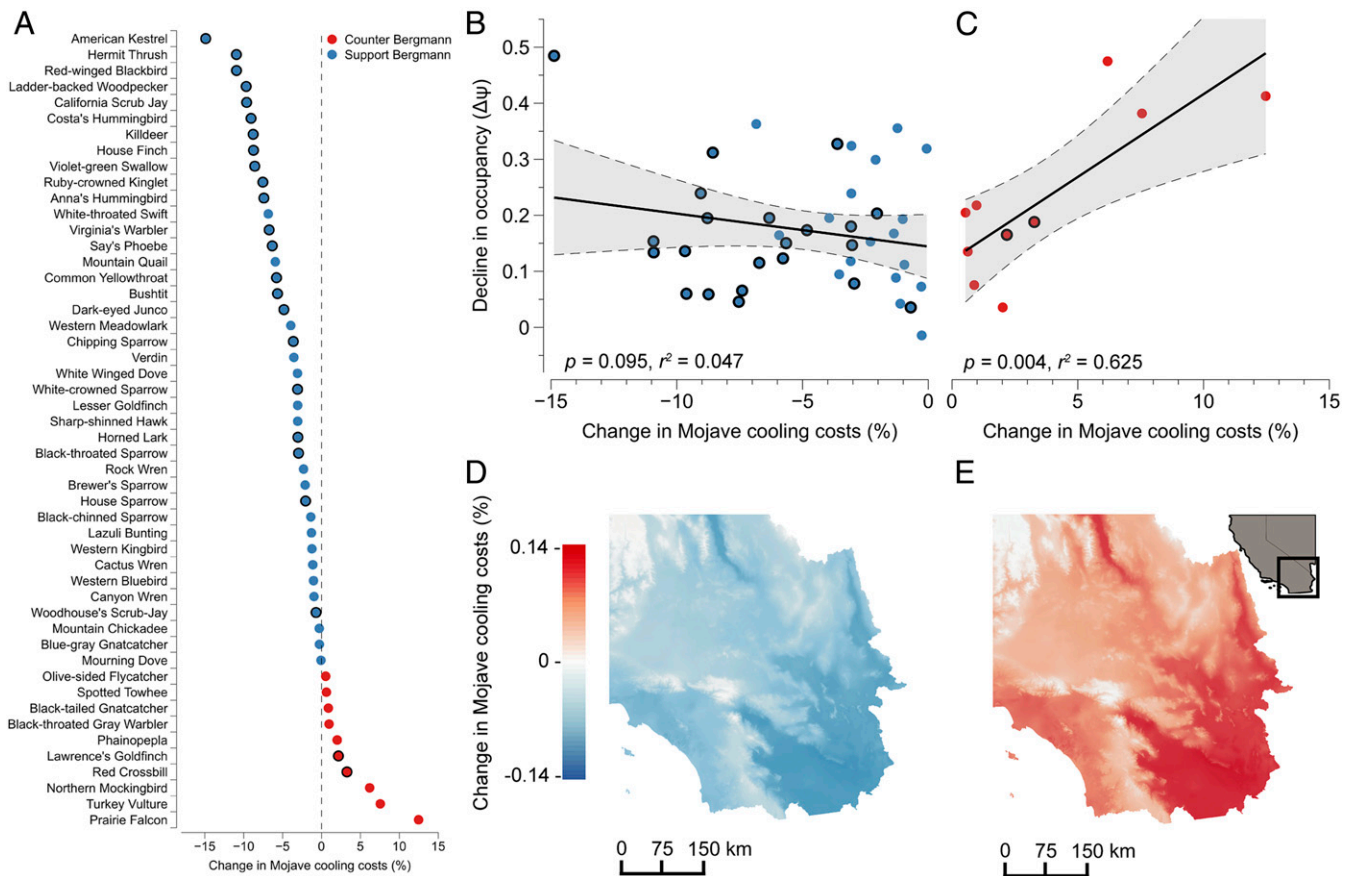 A
American Kestrel
Hermit Thrush
Red-winged Blackbird
Ladder-backed Woodpecker
California Scrub Jay
Costa's Hummingbird
Killdeer
House Finch
Violet-green Swallow
Ruby-crowned Kinglet
Anna's Hummingbird
White-throated Swift
Virginia's Warbler
Say's Phoebe
Mountain Quail
Common Yellowthroat
Bushtit
Dark-eyed Junco
Western Meadowlark
Chipping Sparrow
Verdin
White Winged Dove
White-crowned Sparrow
Lesser Goldfinch
Sharp-shinned Hawk
Horned Lark
Black-throated Sparrow
Rock Wren
Brewer's Sparrow
House Sparrow
Black-chinned Sparrow
Lazuli Bunting
Western Kingbird
Cactus Wren
Western Bluebird
Canyon Wren
Woodhouse's Scrub-Jay
Mountain Chickadee
Blue-gray Gnatcatcher
Mourning Dove
Olive-sided Flycatcher
Spotted Towhee
Black-tailed Gnatcatcher
Black-throated Gray Warbler
Phainopepla
Lawrence's Goldfinch
Red Crossbill
Northern Mockingbird
Turkey Vulture
Prairie Falcon
−15 −10 −5 0 5 10 15
Change in Mojave cooling costs (%)
Counter Bergmann
Support Bergmann
B
Decline in occupancy (Δψ)
0.5
0.4
0.3
0.2
0.1
0
p = 0.095, r² = 0.047
−15 −10 −5 0
Change in Mojave cooling costs (%)
C
p = 0.004, r² = 0.625
0 5 10 15
Change in Mojave cooling costs (%)
D
Change in Mojave cooling costs (%)
0.14
0
-0.14
0 75 150 km
E
0 75 150 km